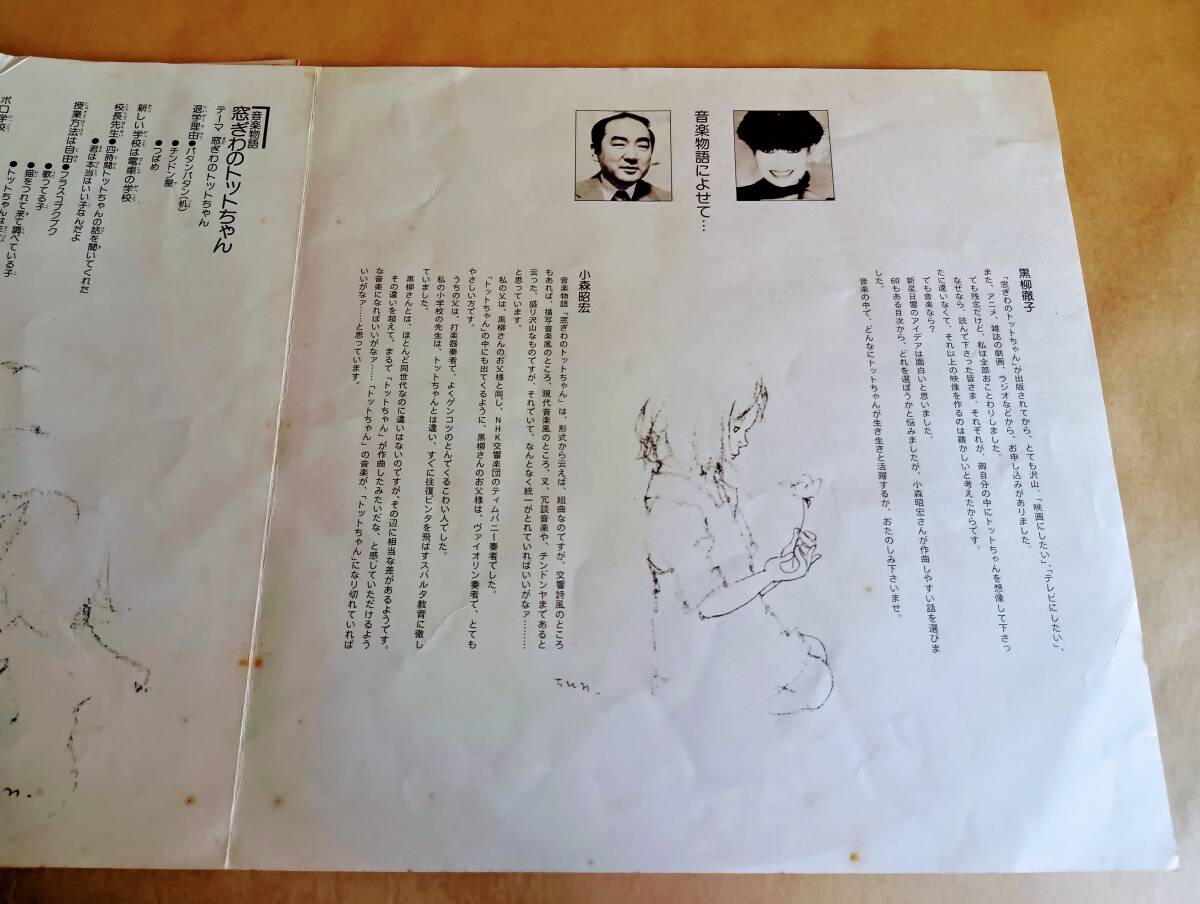 音楽物語によせて…
黒柳徹子
「窓ぎわのトットちゃん」が出版されてから、とても沢山、「映画にしたい」、「テレビにしたい」、
また、アニメ、雑誌の劇画、ラジオなどから、お申し込みがありました。
ても残念だけど、私は全部おことわりしました。
なぜなら、読んで下さった皆さま、それぞれが、御自分の中にトットちゃんを想像して下さっ
たに違いなくて、それ以上の映像を作るのは難かしいと考えたからです。
ても音楽なら?
新星日響のアイデアは面白いと思いました。
60もある目次から、どれを選ぼうかと悩みましたが、小森昭宏さんが作曲しやすい話を選びま
した。
音楽の中で、どんなにトットちゃんが生き生きと活躍するか、おたのしみ下さいませ。
小森昭宏
音楽物語「窓ぎわのトットちゃん」は、形式から云えば、組曲なのですが、交響詩風のところ
もあれば、描写音楽風のところ、現代音楽風のところ、又、冗談音楽や、チンドンヤまであると
云った、盛り沢山なものですが、それでいて、なんとなく統一がとれていればいいがなァ………
と思っています。
私の父は、黒柳さんのお父様と同じ、NHK交響楽団のティムパニー奏者でした。
「トットちゃん」の中にも出てくるように、黒柳さんのお父様は、ヴァイオリン奏者で、とても
やさしい方です。
うちの父は、打楽器奏者で、よくゲンコツのとんでくるこわい人でした。
私の小学校の先生は、トットちゃんとは違い、すぐに往復ビンタを飛ばすスパルタ教育に徹し
ていました。
黒柳さんとは、ほとんど同世代なのに違いはないのですが、その辺に相当な差があるようです。
その違いを超えて、まるで「トットちゃん」が作曲したみたいだな、と感じていただけるよう
な音楽になればいいがなァ……「トットちゃん」の音楽が、「トットちゃん」になり切れていれば
いいがなァ……と思っています。
音楽物語
窓ぎわのトットちゃん
テーマ 窓ぎわのトットちゃん
退学理由●バタンバタン(机)
●チンドン屋
●つばめ
新しい学校は電車の学校
校長先生●四時間トットちゃんの話を聞いてくれた
●君は本当はいい子なんだよ
授業方法は自由●フラスコブクブク
●歌ってる子
●猫をつれて来て調べている子
ボロ学校